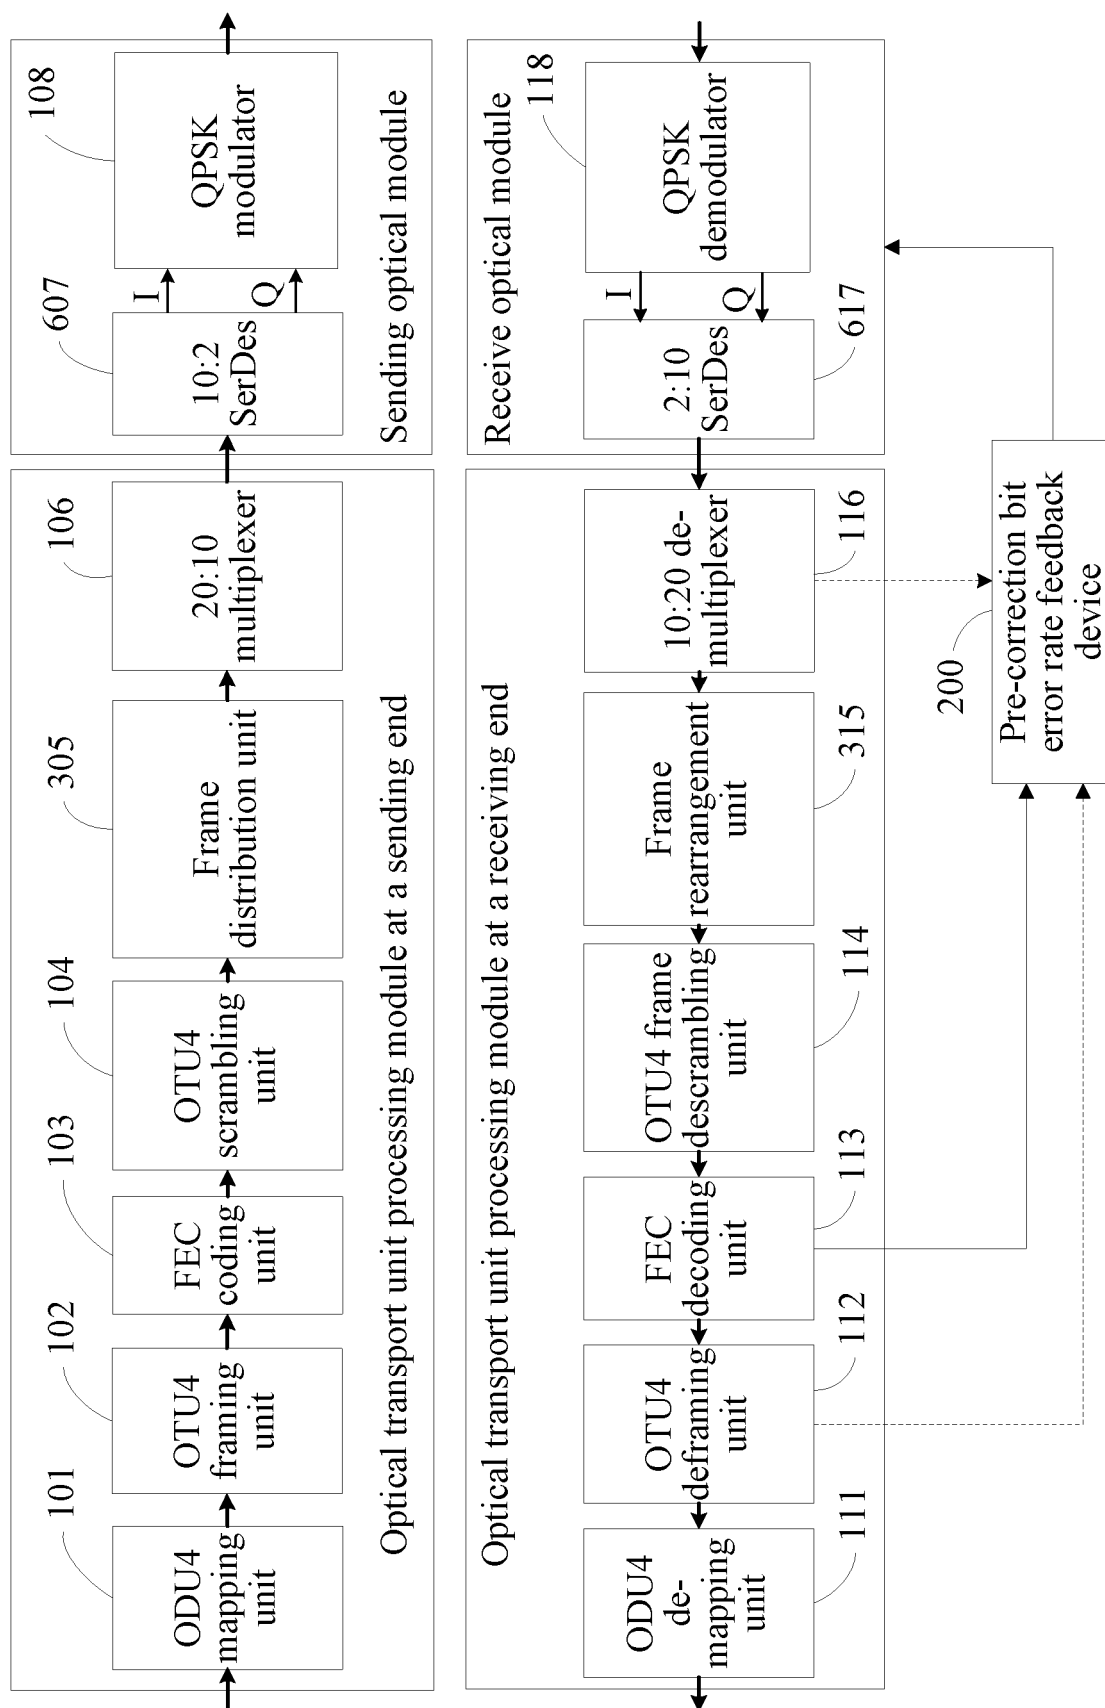 101
102
103
104
305
106
607
108
ODU4
mapping
unit
OTU4
framing
unit
FEC
coding
unit
OTU4
scrambling
unit
Frame
distribution unit
20:10
multiplexer
10:2
SerDes
I
Q
QPSK
modulator
Optical transport unit processing module at a sending end
Sending optical module
Optical transport unit processing module at a receiving end
Receive optical module
ODU4
de-
mapping
unit
OTU4
deframing
unit
FEC
decoding
unit
OTU4 frame
descrambling
unit
Frame
rearrangement
unit
10:20 de-
multiplexer
2:10
SerDes
I
Q
QPSK
demodulator
111
112
113
114
315
116
617
118
200
Pre-correction bit
error rate feedback
device